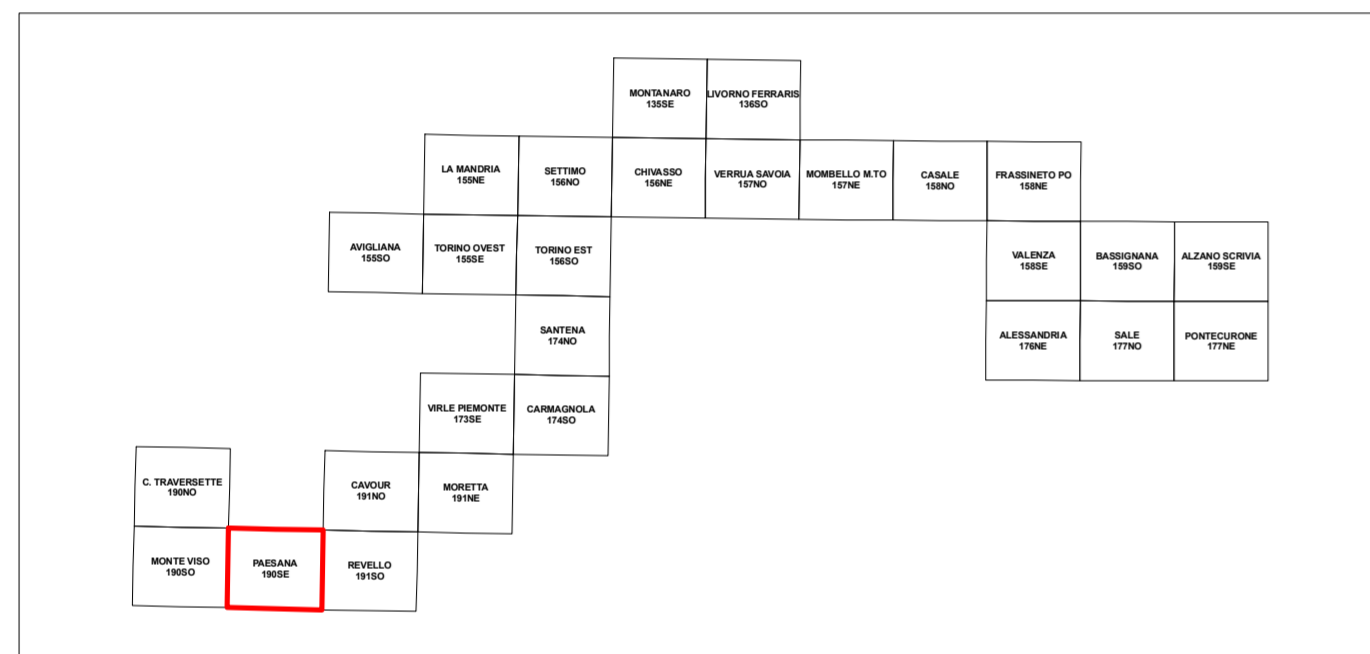 MONTANARO
135SE
LIVORNO FERRARIS
136SO
LA MANDRIA
155NE
SETTIMO
156NO
CHIVASSO
156NE
VERRUA SAVOIA
157NO
MOMBELLO M.TO
157NE
CASALE
158NO
FRASSINETO PO
158NE
AVIGLIANA
155SO
TORINO OVEST
155SE
TORINO EST
156SO
VALENZA
158SE
BASSIGNANA
159SO
ALZANO SCRIVIA
159SE
SANTENA
174NO
ALESSANDRIA
176NE
SALE
177NO
PONTECURONE
177NE
VIRLE PIEMONTE
173SE
CARMAGNOLA
174SO
C. TRAVERSETTE
190NO
CAVOUR
191NO
MORETTA
191NE
MONTE VISO
190SO
PAESANA
190SE
REVELLO
191SO